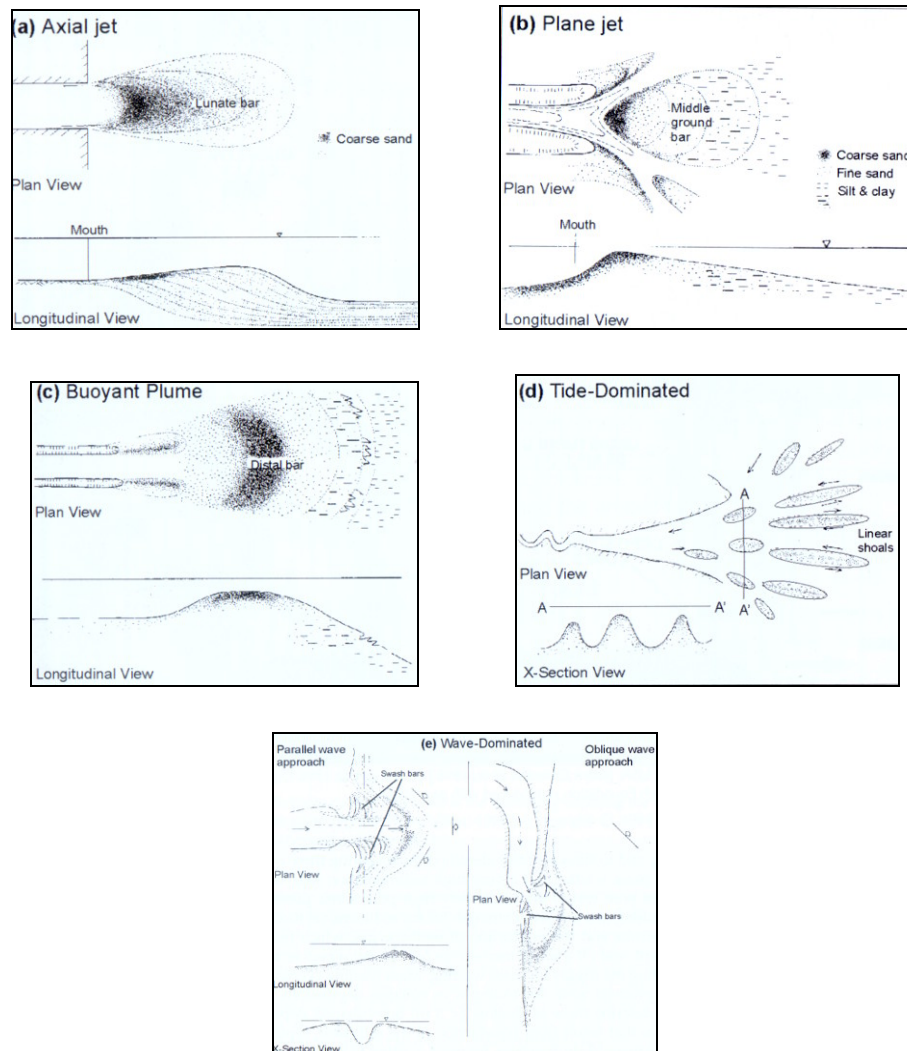 (a) Axial jet
Lunate bar
Coarse sand
Plan View
Mouth
Longitudinal View
(b) Plane jet
Middle
ground
bar
Coarse sand
Fine sand
Silt & clay
Plan View
Mouth
Longitudinal View
(c) Buoyant Plume
Distal bar
Plan View
Longitudinal View
(d) Tide-Dominated
A
Linear
shoals
Plan View
A A' A'
X-Section View
(e) Wave-Dominated
Parallel wave
approach
Oblique wave
approach
Swash bars
Plan View
Plan View
Swash bars
Longitudinal View
X-Section View